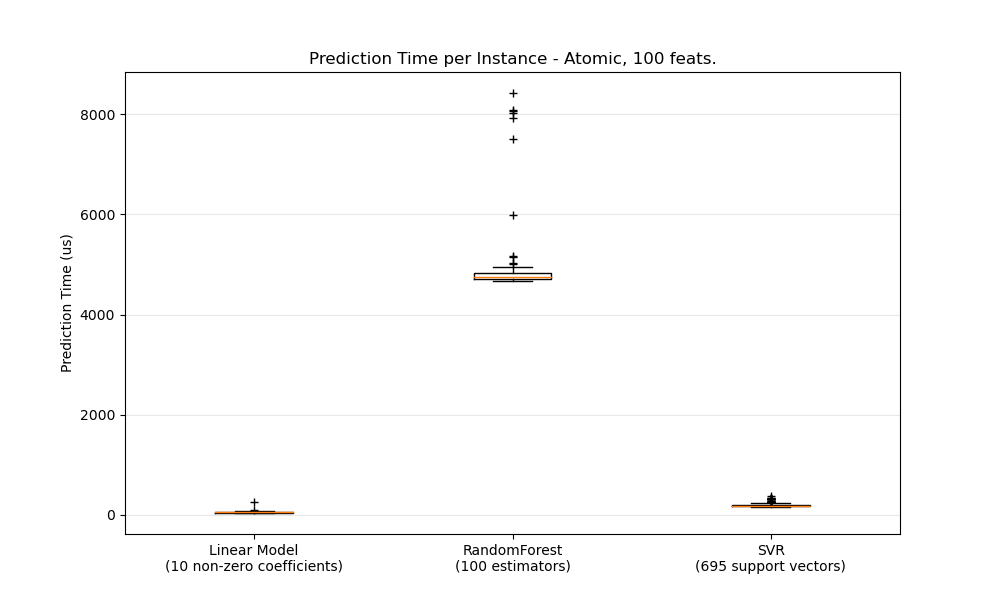 Prediction Time per Instance - Atomic, 100 feats.
Prediction Time (us)
8000
6000
4000
2000
0
Linear Model
(10 non-zero coefficients)
RandomForest
(100 estimators)
SVR
(695 support vectors)